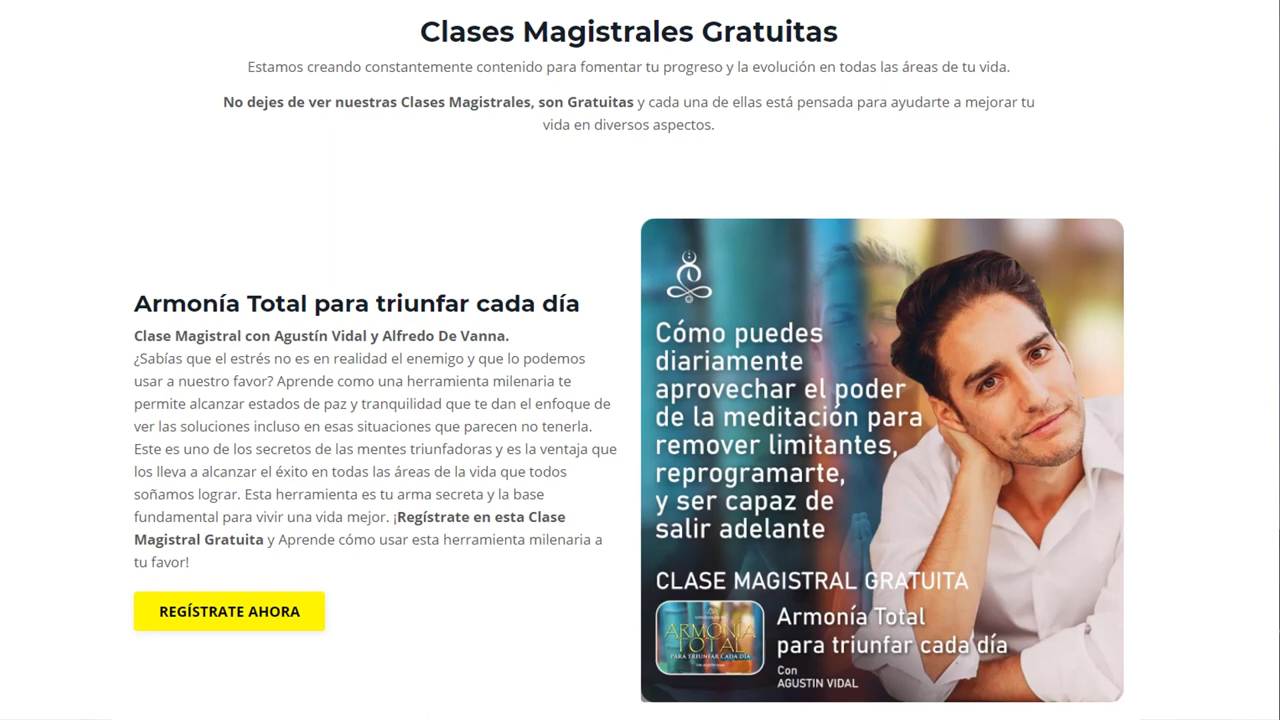 Clases Magistrales Gratuitas
Estamos creando constantemente contenido para fomentar tu progreso y la evolución en todas las áreas de tu vida.
No dejes de ver nuestras Clases Magistrales, son Gratuitas y cada una de ellas está pensada para ayudarte a mejorar tu
vida en diversos aspectos.
Armonía Total para triunfar cada día
Clase Magistral con Agustín Vidal y Alfredo De Vanna.
¿Sabías que el estrés no es en realidad el enemigo y que lo podemos
usar a nuestro favor? Aprende como una herramienta milenaria te
permite alcanzar estados de paz y tranquilidad que te dan el enfoque de
ver las soluciones incluso en esas situaciones que parecen no tenerla.
Este es uno de los secretos de las mentes triunfadoras y es la ventaja que
los lleva a alcanzar el éxito en todas las áreas de la vida que todos
soñamos lograr. Esta herramienta es tu arma secreta y la base
fundamental para vivir una vida mejor. ¡Regístrate en esta Clase
Magistral Gratuita y Aprende cómo usar esta herramienta milenaria a
tu favor!
REGÍSTRATE AHORA
Cómo puedes
diariamente
aprovechar el poder
de la meditación para
remover limitantes,
reprogramarte,
y ser capaz de
salir adelante
CLASE MAGISTRAL GRATUITA
ARMONÍA
TOTAL
PARA TRIUNFAR CADA DÍA
Armonía Total
para triunfar cada día
Con
AGUSTIN VIDAL